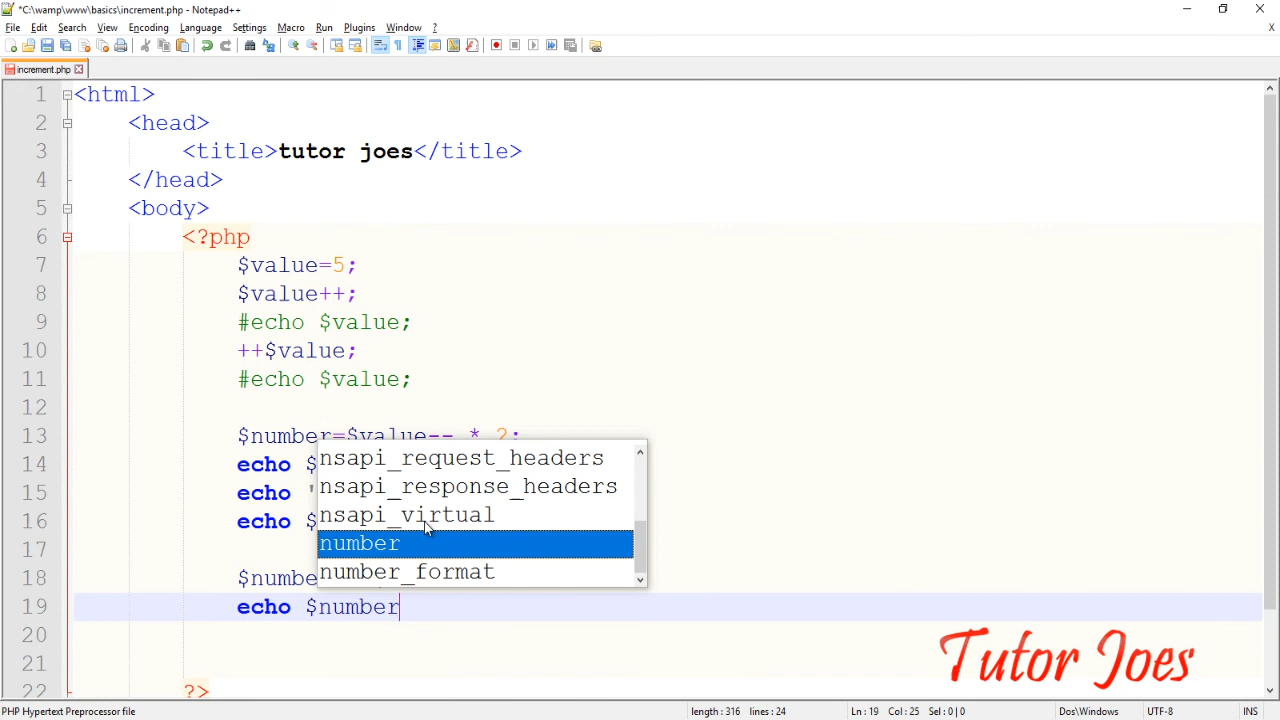 *C:\wamp\www\basics\increment.php - Notepad++
File Edit Search View Encoding Language Settings Macro Run Plugins Window ?
X
increment.php
1 <html>
2 <head>
3 <title>tutor joes</title>
4 </head>
5 <body>
6 <?php
7 $value=5;
8 $value++;
9 #echo $value;
10 ++$value;
11 #echo $value;
12
13 $number=$value-- * 2;
14 echo $
15 echo '
16 echo $
17
18 $numbe
19 echo $number
20
21
22 ?>
nsapi_request_headers
nsapi_response_headers
nsapi_virtual
number
number_format
Tutor Joes
PHP Hypertext Preprocessor file length : 316 lines : 24 Ln : 19 Col : 25 Sel : 0 | 0 Dos\Windows UTF-8 INS